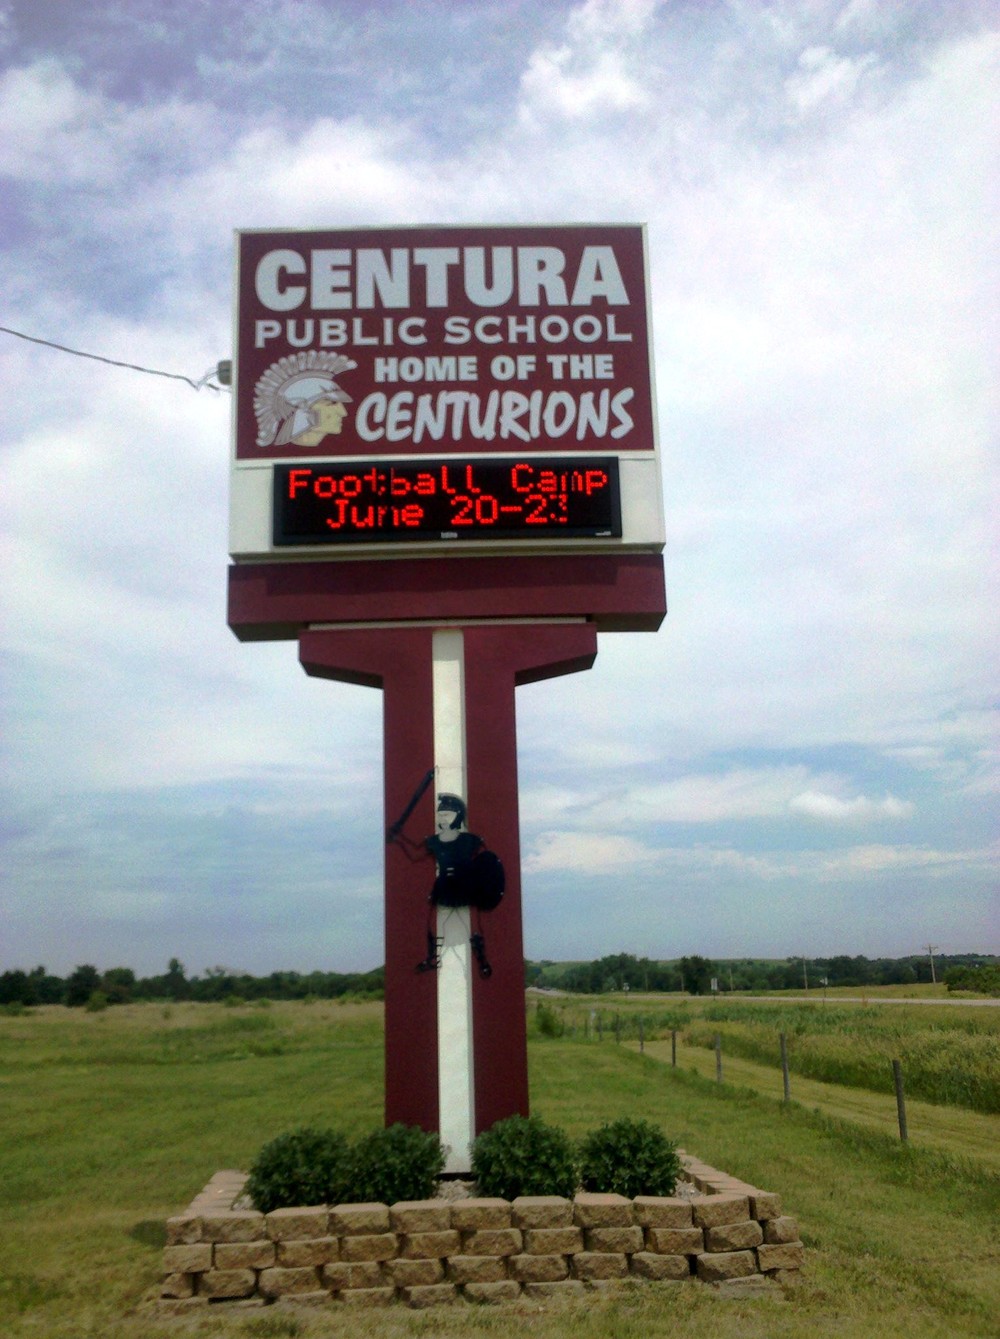 CENTURA
PUBLIC SCHOOL
HOME OF THE
CENTURIONS
Football Camp
June 20-23